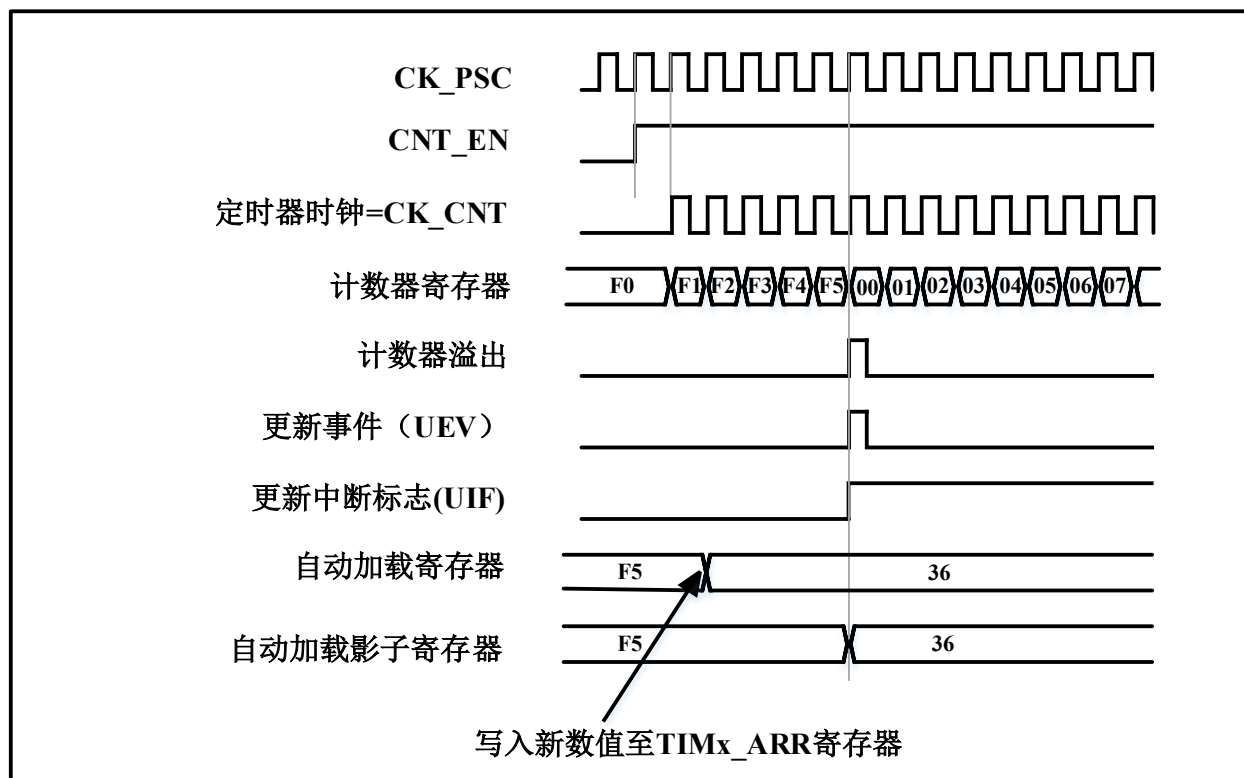 CK_PSC
CNT_EN
定时器时钟=CK_CNT
计数器寄存器 F0 F1 F2 F3 F4 F5 00 01 02 03 04 05 06 07
计数器溢出
更新事件（UEV）
更新中断标志(UIF)
自动加载寄存器 F5 36
自动加载影子寄存器 F5 36
写入新数值至TIMx_ARR寄存器